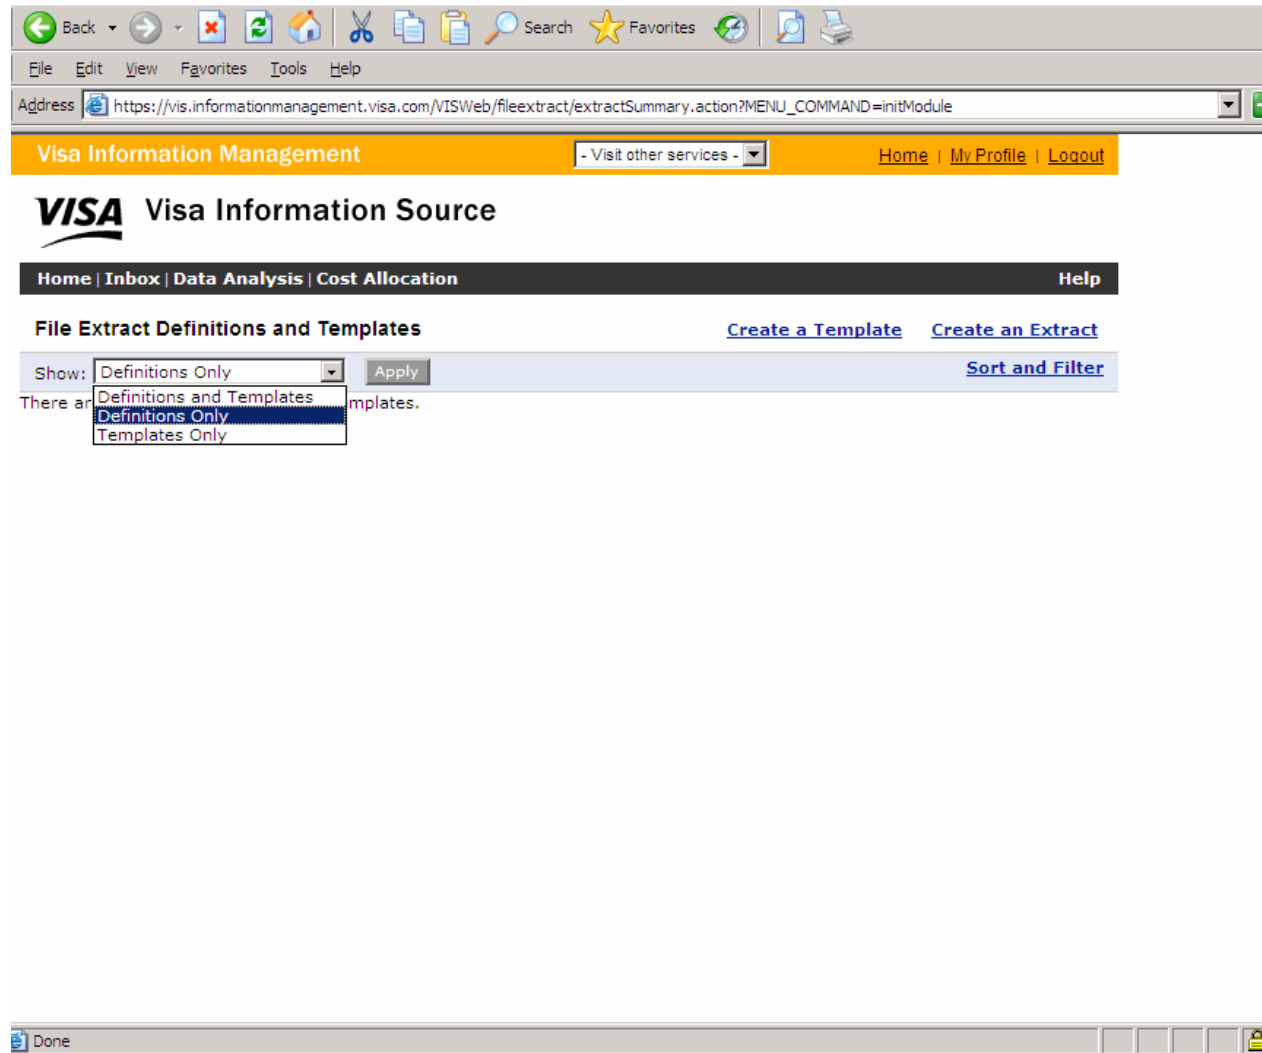 Back Search Favorites
File Edit View Favorites Tools Help
Address https://vis.informationmanagement.visa.com/VISWeb/fileextract/extractSummary.action?MENU_COMMAND=initModule
Visa Information Management - Visit other services - Home | My Profile | Logout
VISA Visa Information Source
Home | Inbox | Data Analysis | Cost Allocation Help
File Extract Definitions and Templates Create a Template Create an Extract
Show: Definitions Only Apply Sort and Filter
Definitions and Templates
There
Definitions Only
Templates Only
Done